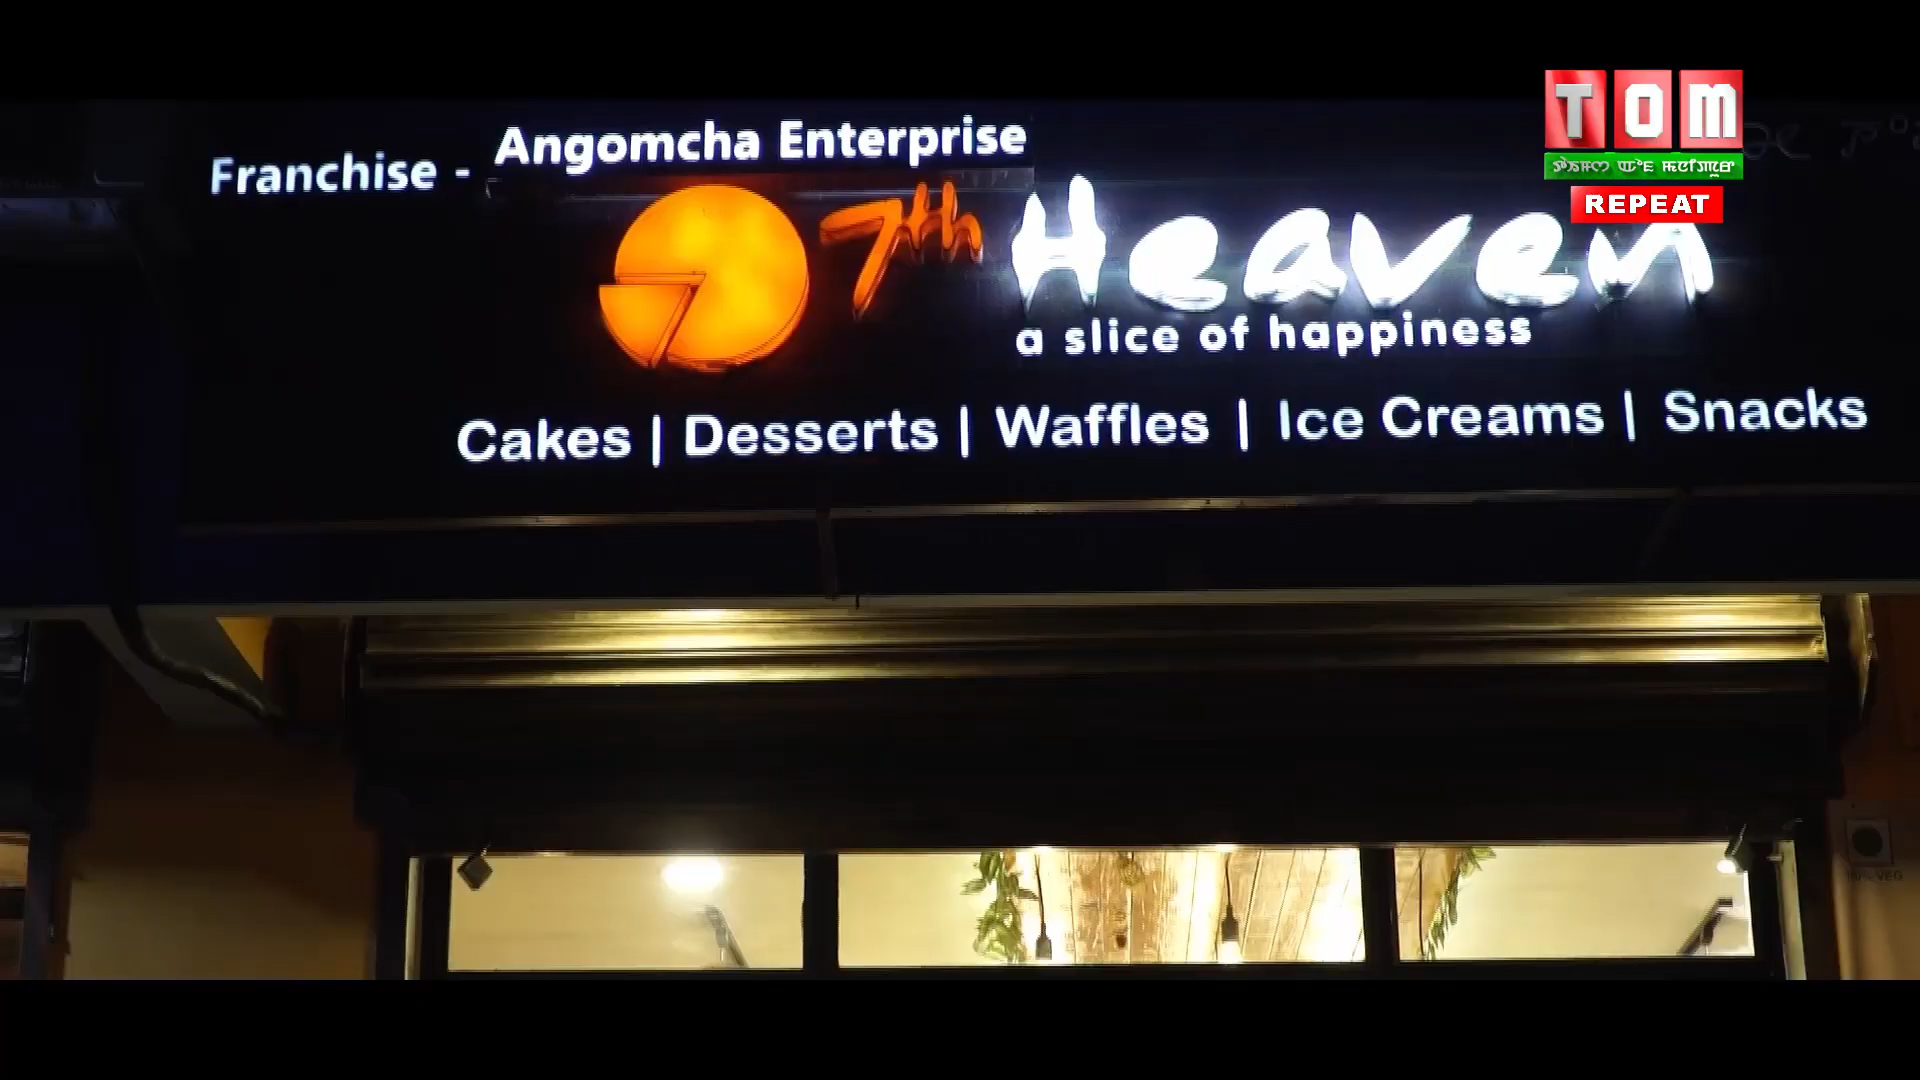 Franchise - Angomcha Enterprise
7th Heaven
a slice of happiness
Cakes | Desserts | Waffles | Ice Creams | Snacks
TOM
REPEAT